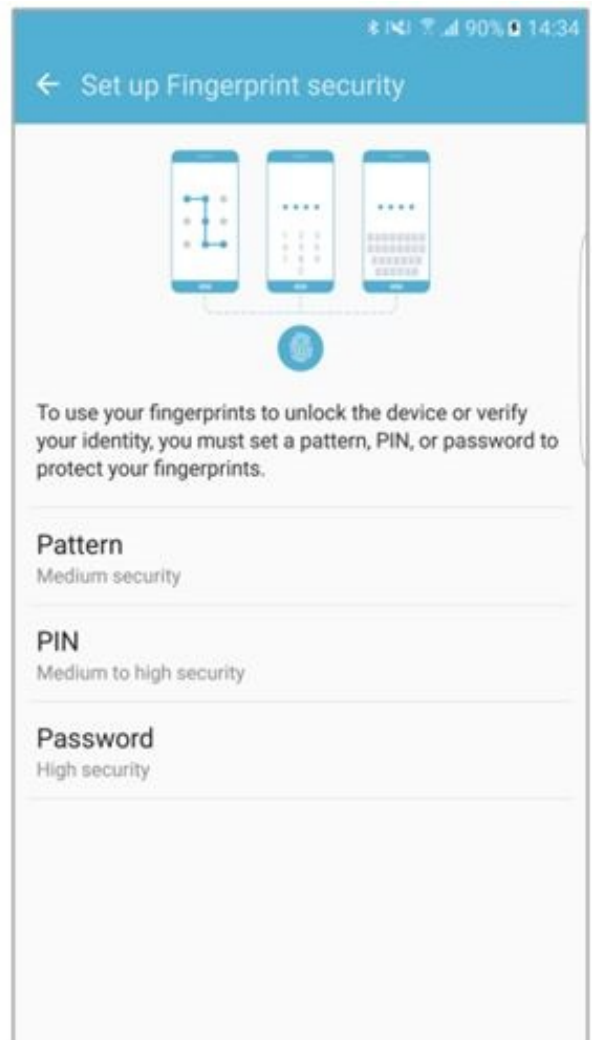 90% 14:34
Set up Fingerprint security
To use your fingerprints to unlock the device or verify
your identity, you must set a pattern, PIN, or password to
protect your fingerprints.
Pattern
Medium security
PIN
Medium to high security
Password
High security